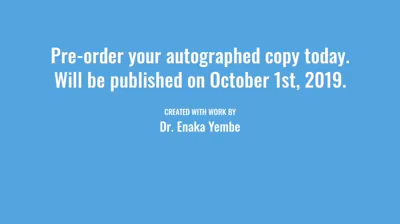 Pre-order your autographed copy today.
Will be published on October 1st, 2019.
CREATED WITH WORK BY
Dr. Enaka Yembe